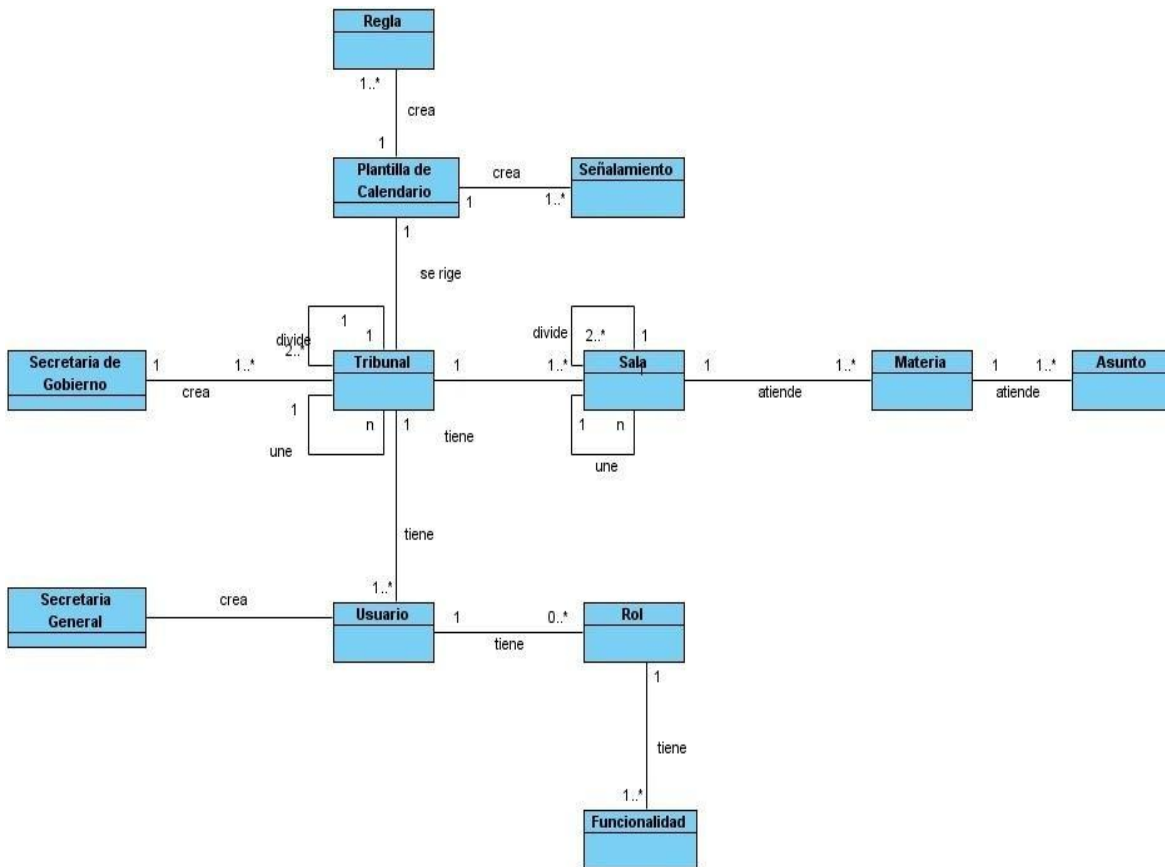 Regla
1..*
crea
1
Plantilla de
Calendario
crea
1
1..*
Señalamiento
1
se rige
divide
1
1
2..*
divide
2..*
1
Secretaria de
Gobierno
1
1..*
crea
Tribunal
1
1..*
Sala
1
1..*
atiende
Materia
1
1..*
atiende
Asunto
1
n
1
tiene
une
1
n
une
tiene
1..*
Secretaria
General
crea
Usuario
1
0..*
tiene
Rol
1
tiene
1..*
Funcionalidad